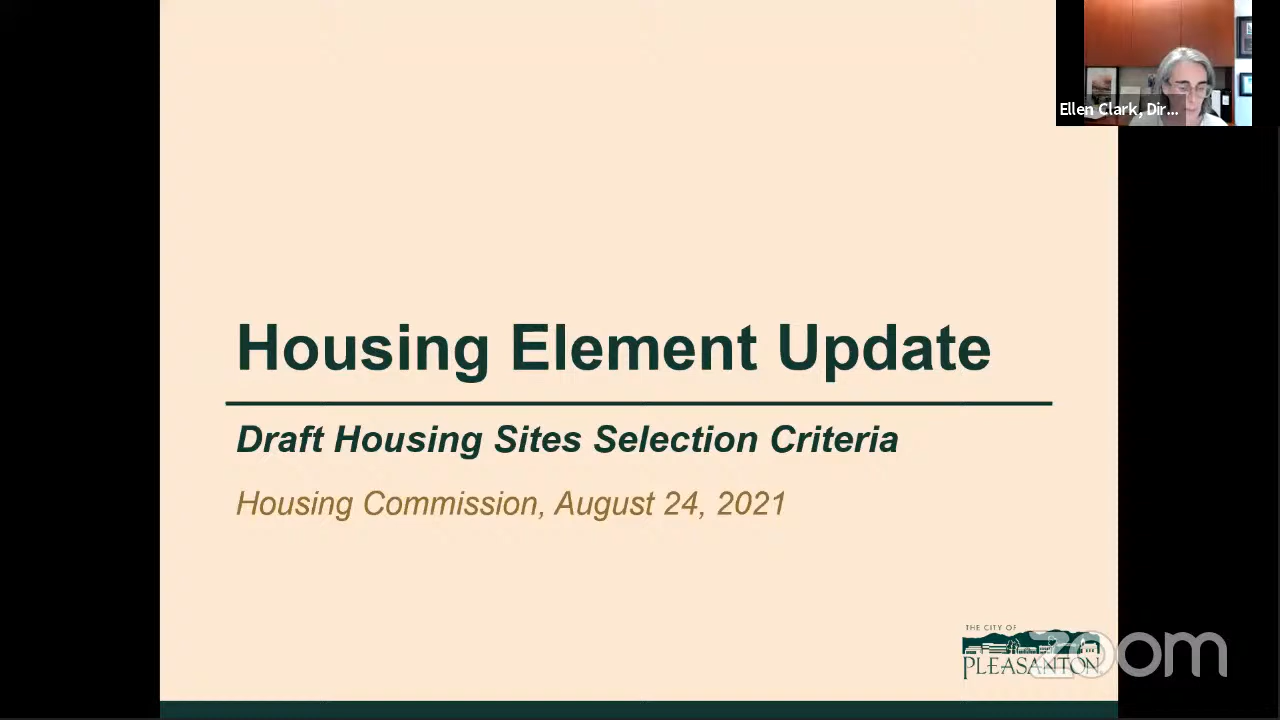 Ellen Clark, Dir...
Housing Element Update
Draft Housing Sites Selection Criteria
Housing Commission, August 24, 2021
THE CITY OF
PLEASANTON
zoom